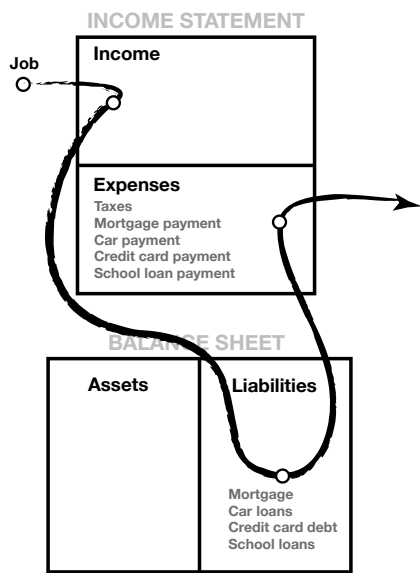 INCOME STATEMENT
Job
Income
Expenses
Taxes
Mortgage payment
Car payment
Credit card payment
School loan payment
BALANCE SHEET
Assets
Liabilities
Mortgage
Car loans
Credit card debt
School loans